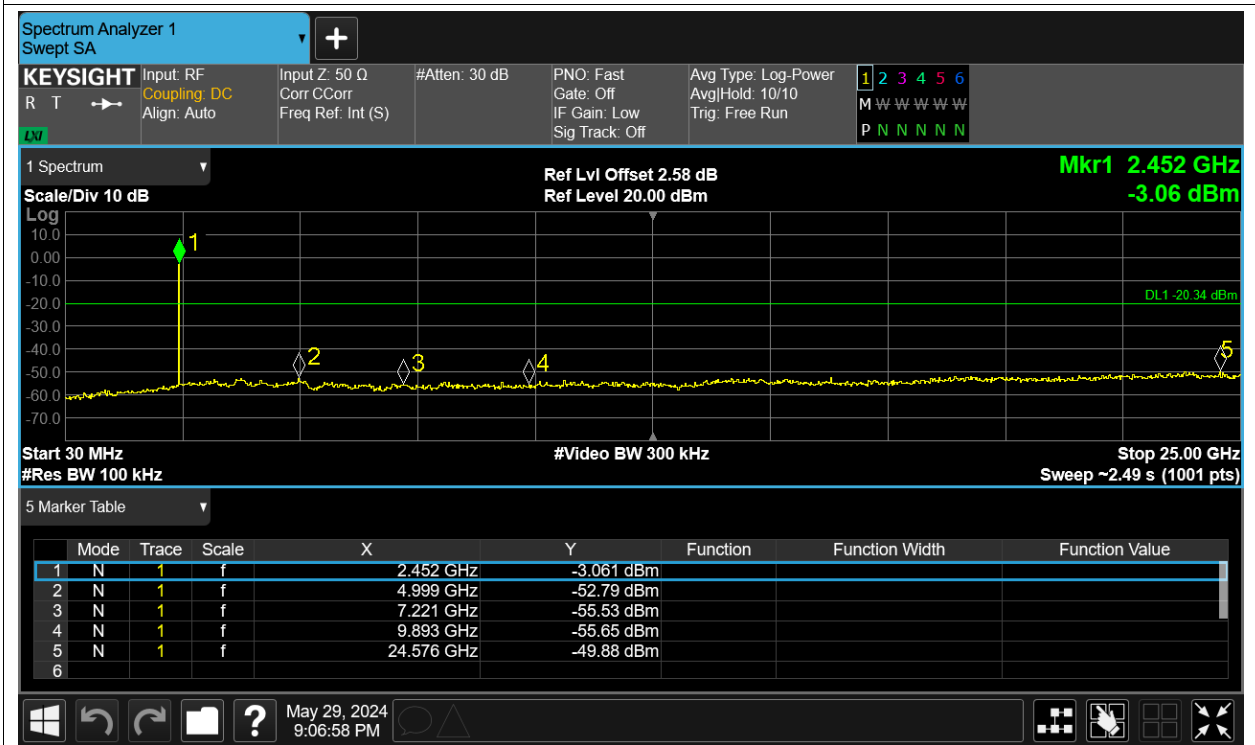 Spectrum Analyzer 1
Swept SA
+
KEYSIGHT Input: RF Input Z: 50 Ω #Atten: 30 dB PNO: Fast Avg Type: Log-Power 1 2 3 4 5 6
R T Coupling: DC Corr CCorr Gate: Off Avg|Hold: 10/10 M W W W W W
Align: Auto Freq Ref: Int (S) IF Gain: Low Trig: Free Run
LXI Sig Track: Off P N N N N N
1 Spectrum Ref Lvl Offset 2.58 dB Mkr1 2.452 GHz
Scale/Div 10 dB Ref Level 20.00 dBm -3.06 dBm
Log
10.0
1
0.00
-10.0
-20.0 DL1 -20.34 dBm
-30.0
-40.0
2 3 4 5
-50.0
-60.0
-70.0
Start 30 MHz #Video BW 300 kHz Stop 25.00 GHz
#Res BW 100 kHz Sweep ~2.49 s (1001 pts)
5 Marker Table
Mode Trace Scale X Y Function Function Width Function Value
1 N 1 f 2.452 GHz -3.061 dBm
2 N 1 f 4.999 GHz -52.79 dBm
3 N 1 f 7.221 GHz -55.53 dBm
4 N 1 f 9.893 GHz -55.65 dBm
5 N 1 f 24.576 GHz -49.88 dBm
6
? May 29, 2024
9:06:58 PM